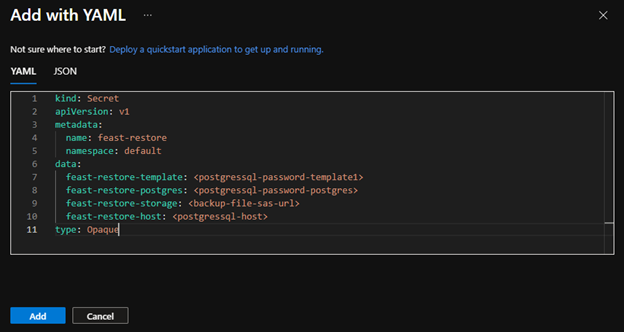 Add with YAML ...
Not sure where to start? Deploy a quickstart application to get up and running.
YAML JSON
1 kind: Secret
2 apiVersion: v1
3 metadata:
4 name: feast-restore
5 namespace: default
6 data:
7 feast-restore-template: <postgressql-password-template1>
8 feast-restore-postgres: <postgressql-password-postgres>
9 feast-restore-storage: <backup-file-sas-url>
10 feast-restore-host: <postgressql-host>
11 type: Opaque
Add Cancel